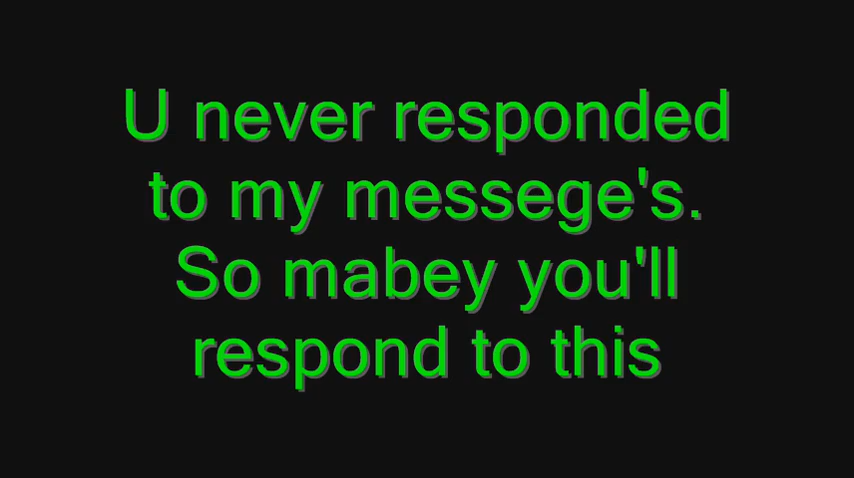 U never responded
to my messege's.
So mabey you'll
respond to this